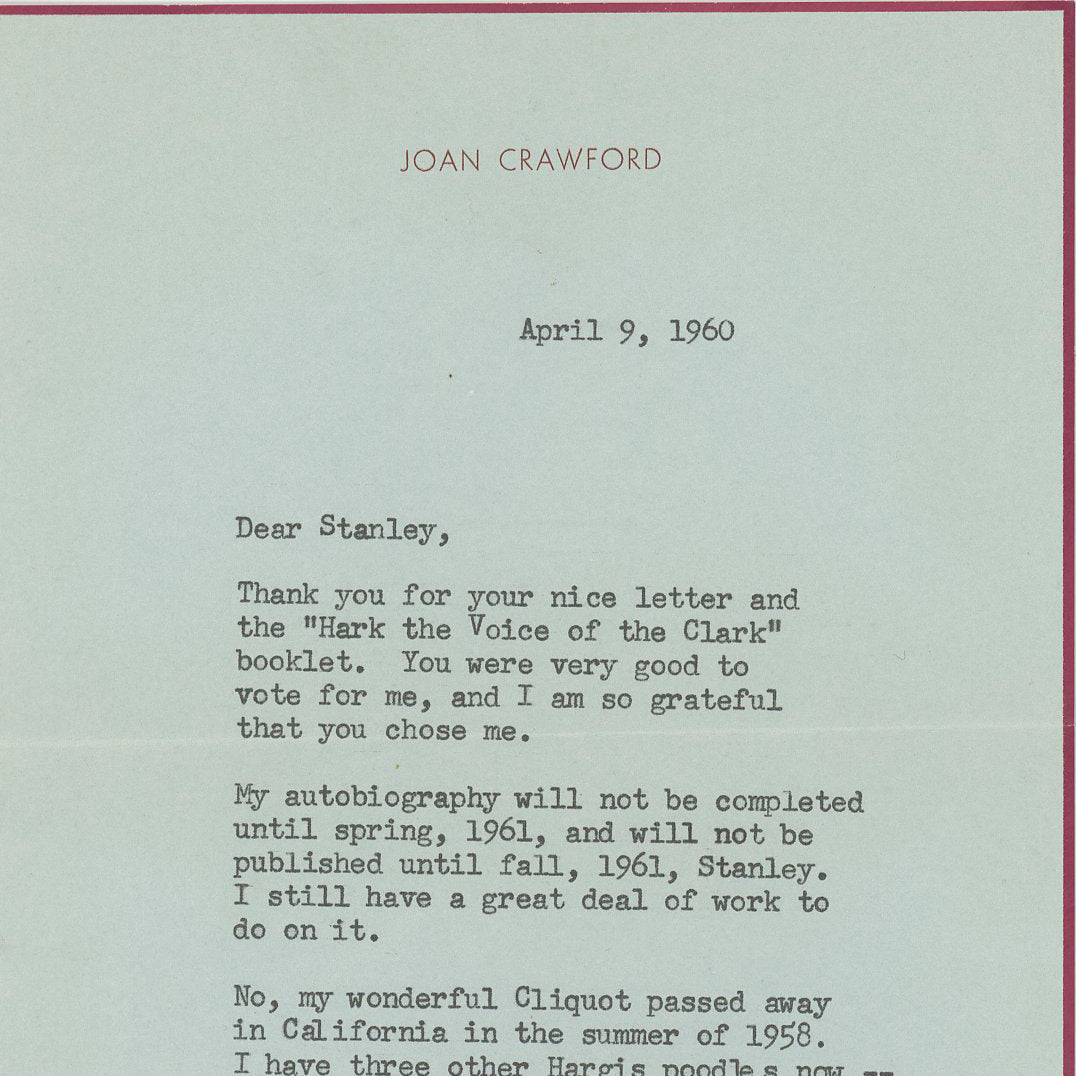 JOAN CRAWFORD
April 9, 1960
Dear Stanley,
Thank you for your nice letter and
the "Hark the Voice of the Clark"
booklet. You were very good to
vote for me, and I am so grateful
that you chose me.
My autobiography will not be completed
until spring, 1961, and will not be
published until fall, 1961, Stanley.
I still have a great deal of work to
do on it.
No, my wonderful Cliquot passed away
in California in the summer of 1958.
I have three other Hargis poodles now --